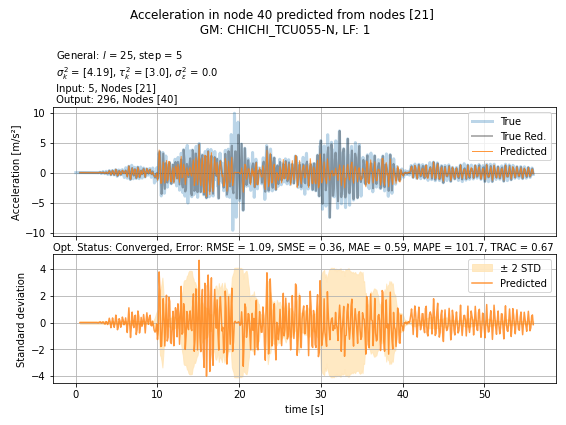 Acceleration in node 40 predicted from nodes [21]
GM: CHICHI_TCU055-N, LF: 1
General: l = 25, step = 5
σ²ₖ = [4.19], τ²ₖ = [3.0], σ²ε = 0.0
Input: 5, Nodes [21]
Output: 296, Nodes [40]
Acceleration [m/s²]
10
5
0
−5
−10
True
True Red.
Predicted
Opt. Status: Converged, Error: RMSE = 1.09, SMSE = 0.36, MAE = 0.59, MAPE = 101.7, TRAC = 0.67
Standard deviation
4
2
0
−2
−4
± 2 STD
Predicted
0 10 20 30 40 50
time [s]